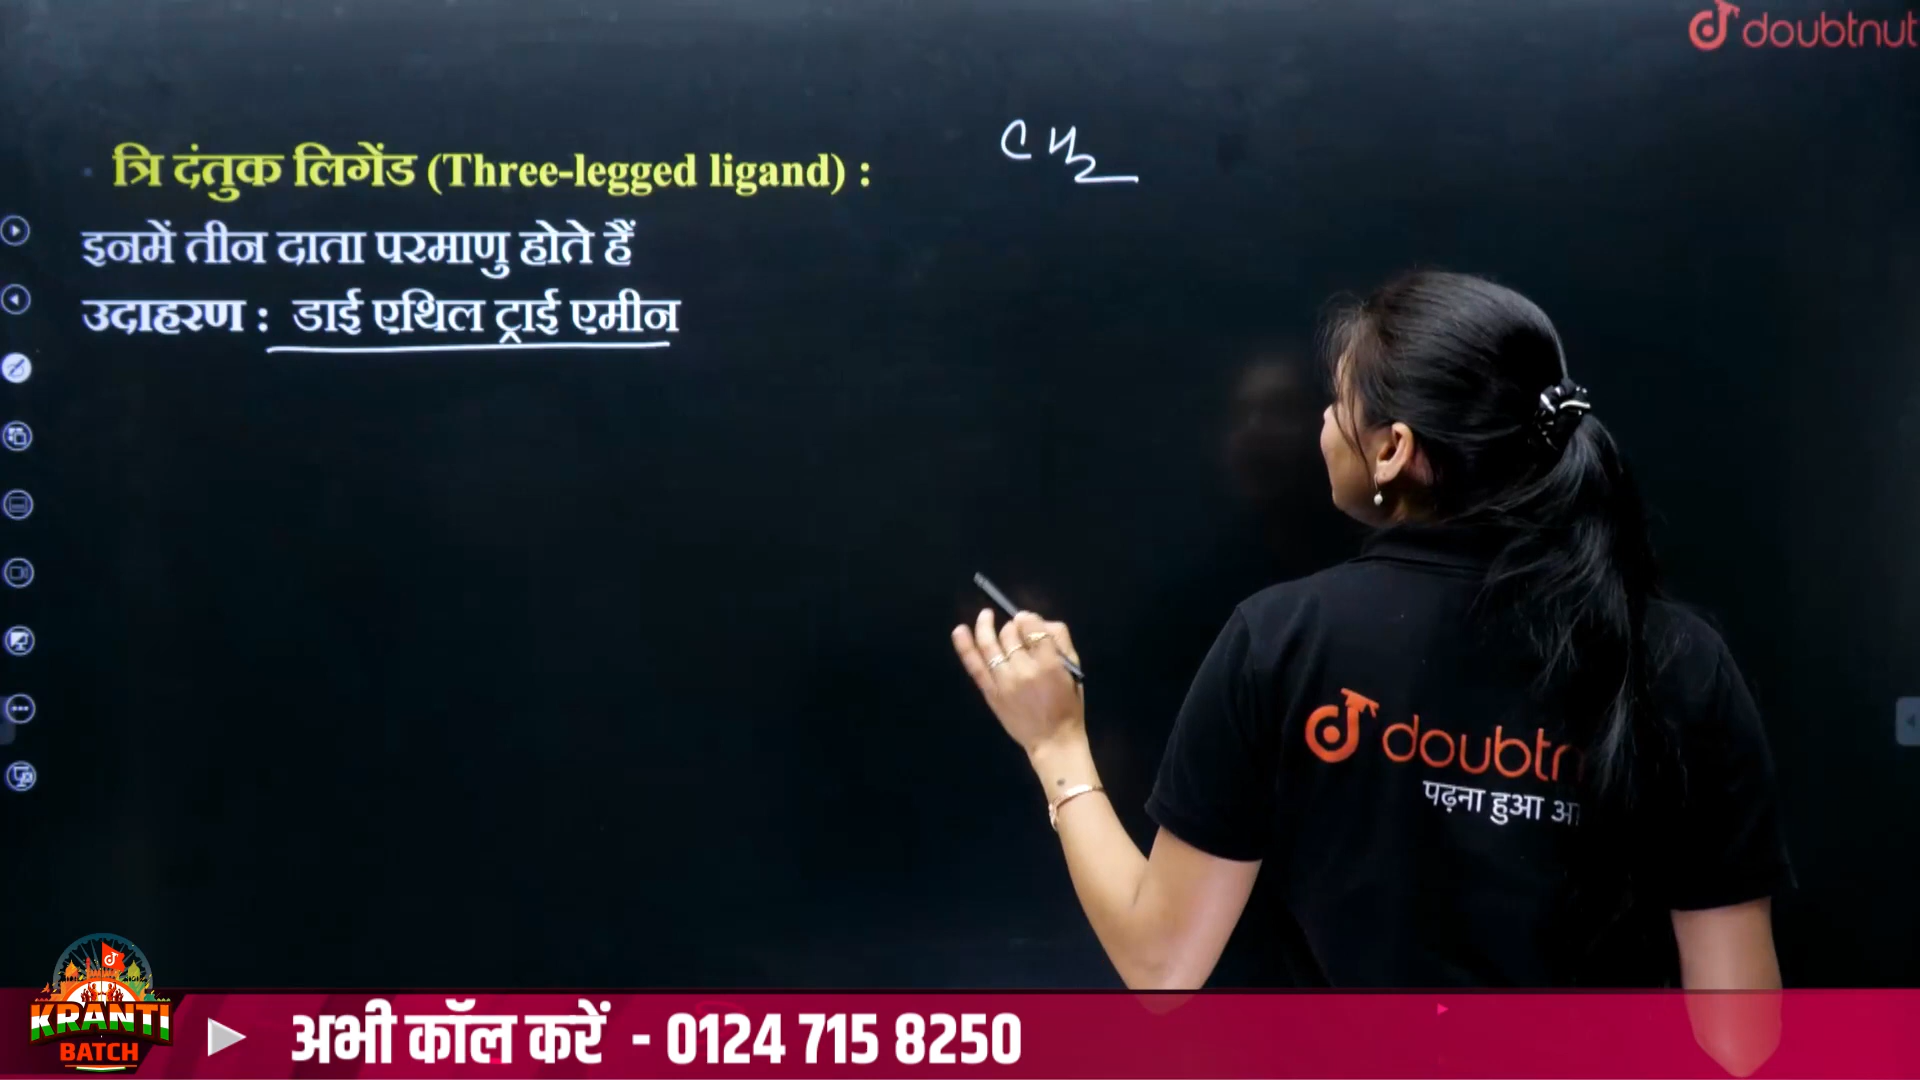 doubtnut
CH2
त्रि दंतुक लिगेंड (Three-legged ligand) :
इनमें तीन दाता परमाणु होते हैं
उदाहरण : डाई एथिल ट्राई एमीन
doubtn
पढ़ना हुआ आ
KRANTI
BATCH
अभी कॉल करें - 0124 715 8250